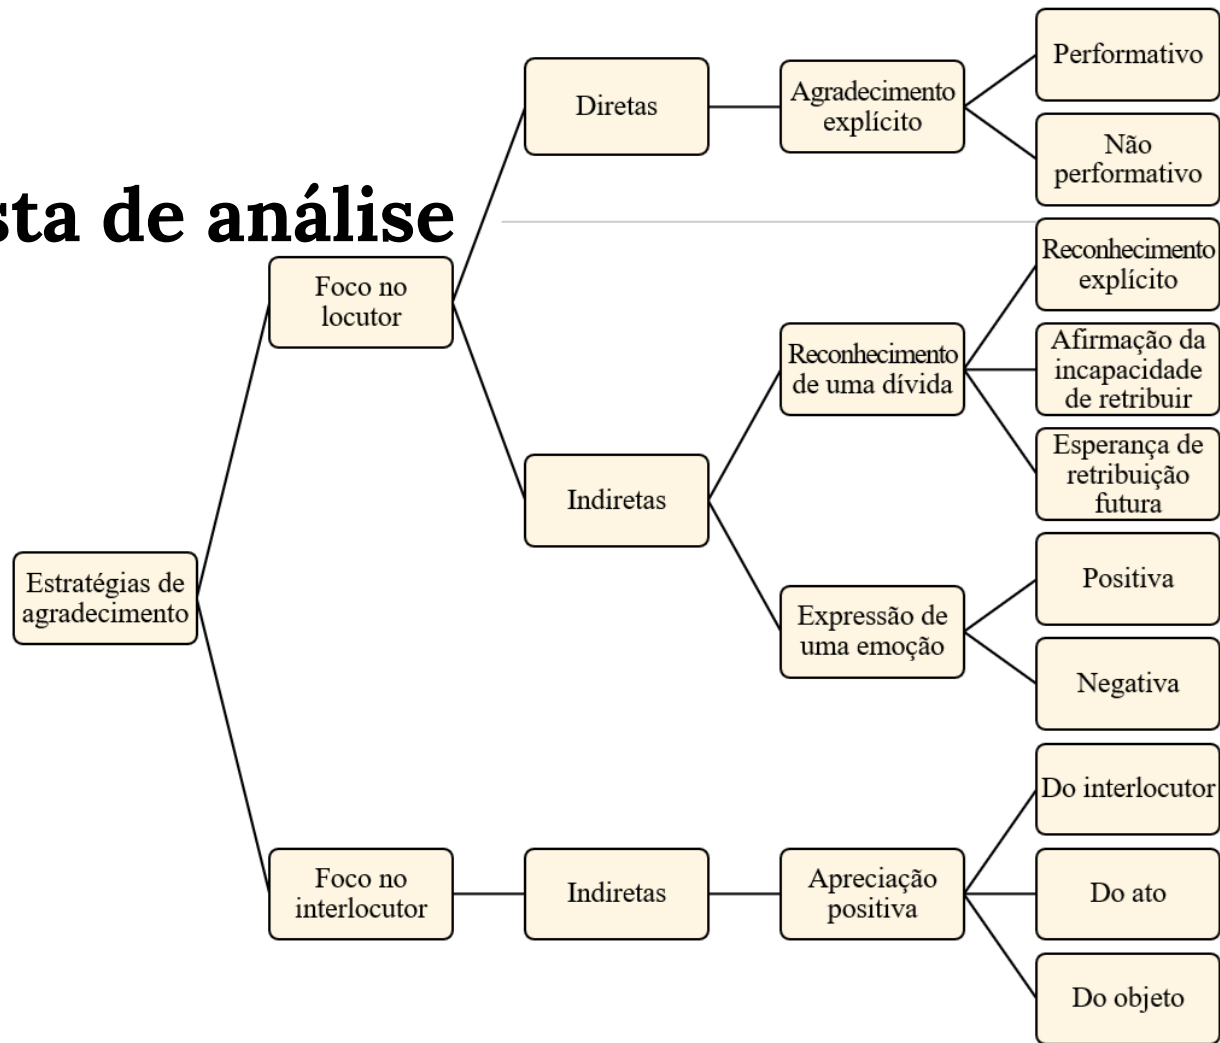 sta de análise
Estratégias de
agradecimento
Foco no
locutor
Diretas
Agradecimento
explícito
Performativo
Não
performativo
Indiretas
Reconhecimento
de uma dívida
Reconhecimento
explícito
Afirmação da
incapacidade
de retribuir
Esperança de
retribuição
futura
Expressão de
uma emoção
Positiva
Negativa
Foco no
interlocutor
Indiretas
Apreciação
positiva
Do interlocutor
Do ato
Do objeto